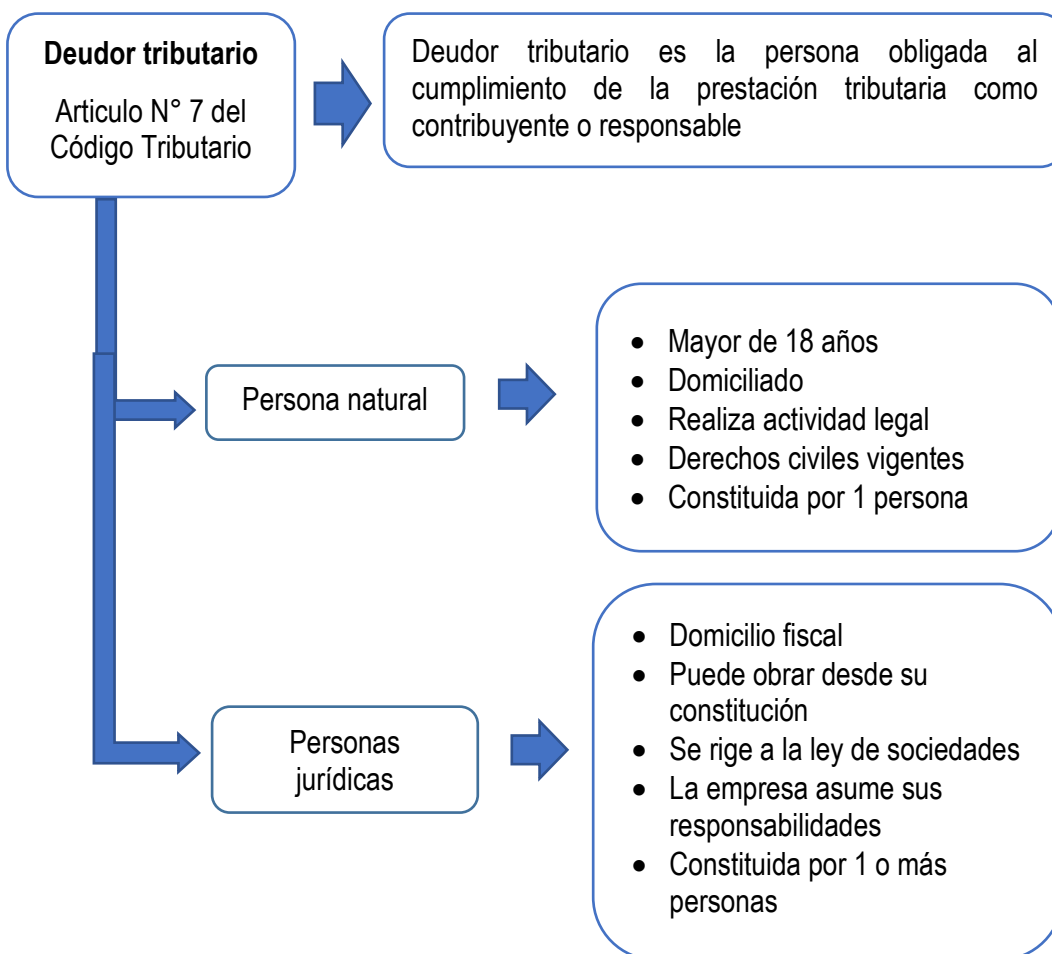 Deudor tributario
Articulo N° 7 del
Código Tributario
Deudor tributario es la persona obligada al
cumplimiento de la prestación tributaria como
contribuyente o responsable
Persona natural
• Mayor de 18 años
• Domiciliado
• Realiza actividad legal
• Derechos civiles vigentes
• Constituida por 1 persona
Personas
jurídicas
• Domicilio fiscal
• Puede obrar desde su
constitución
• Se rige a la ley de sociedades
• La empresa asume sus
responsabilidades
• Constituida por 1 o más
personas